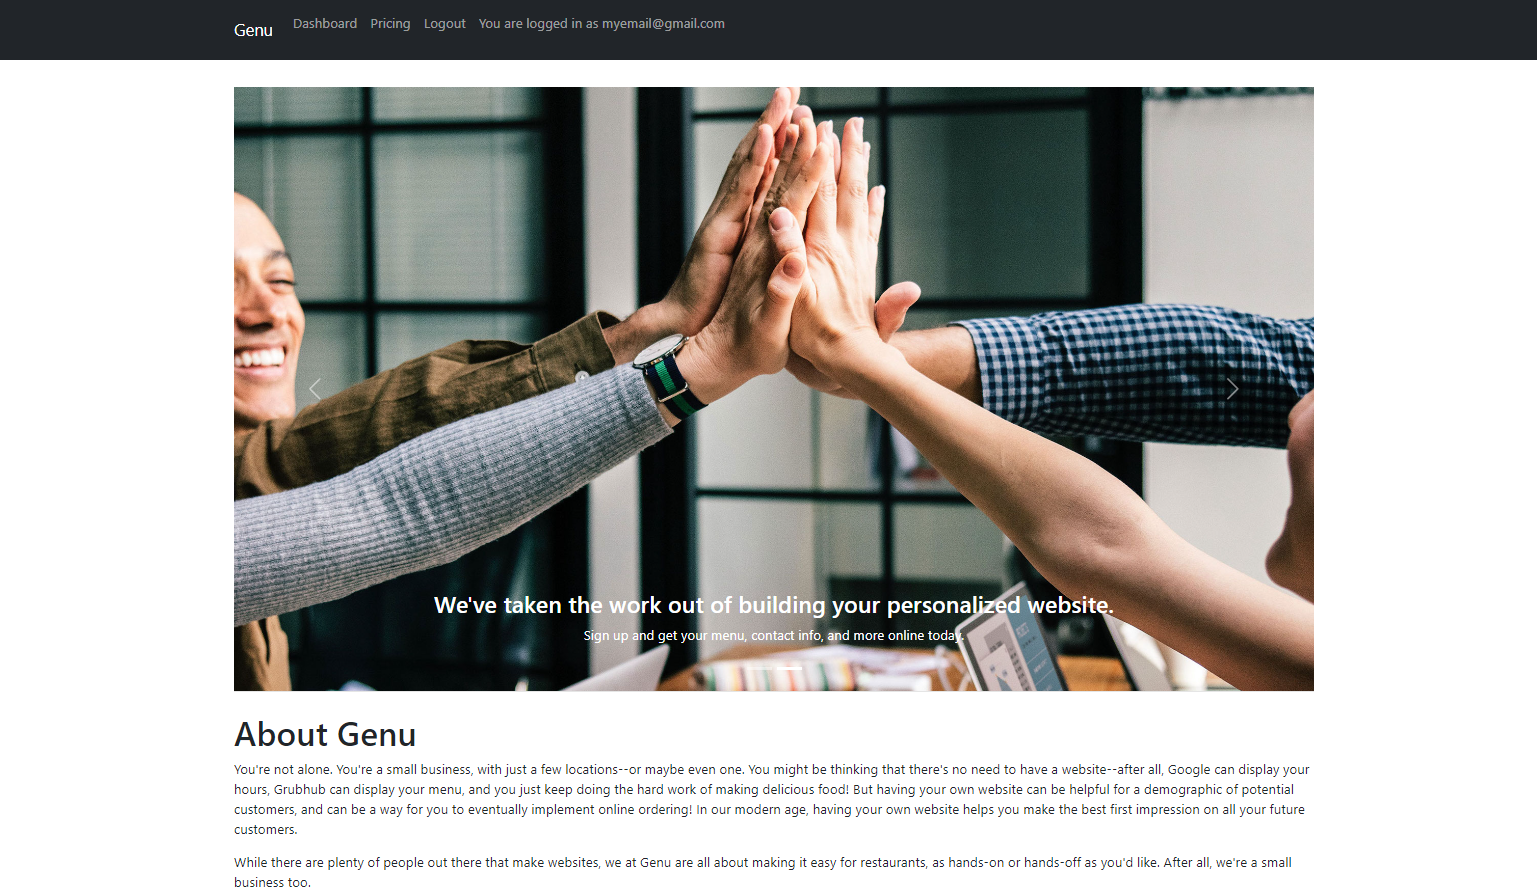 Genu Dashboard Pricing Logout You are logged in as myemail@gmail.com
We've taken the work out of building your personalized website.
Sign up and get your menu, contact info, and more online today.
About Genu
You're not alone. You're a small business, with just a few locations--or maybe even one. You might be thinking that there's no need to have a website--after all, Google can display your
hours, Grubhub can display your menu, and you just keep doing the hard work of making delicious food! But having your own website can be helpful for a demographic of potential
customers, and can be a way for you to eventually implement online ordering! In our modern age, having your own website helps you make the best first impression on all your future
customers.
While there are plenty of people out there that make websites, we at Genu are all about making it easy for restaurants, as hands-on or hands-off as you'd like. After all, we're a small
business too.